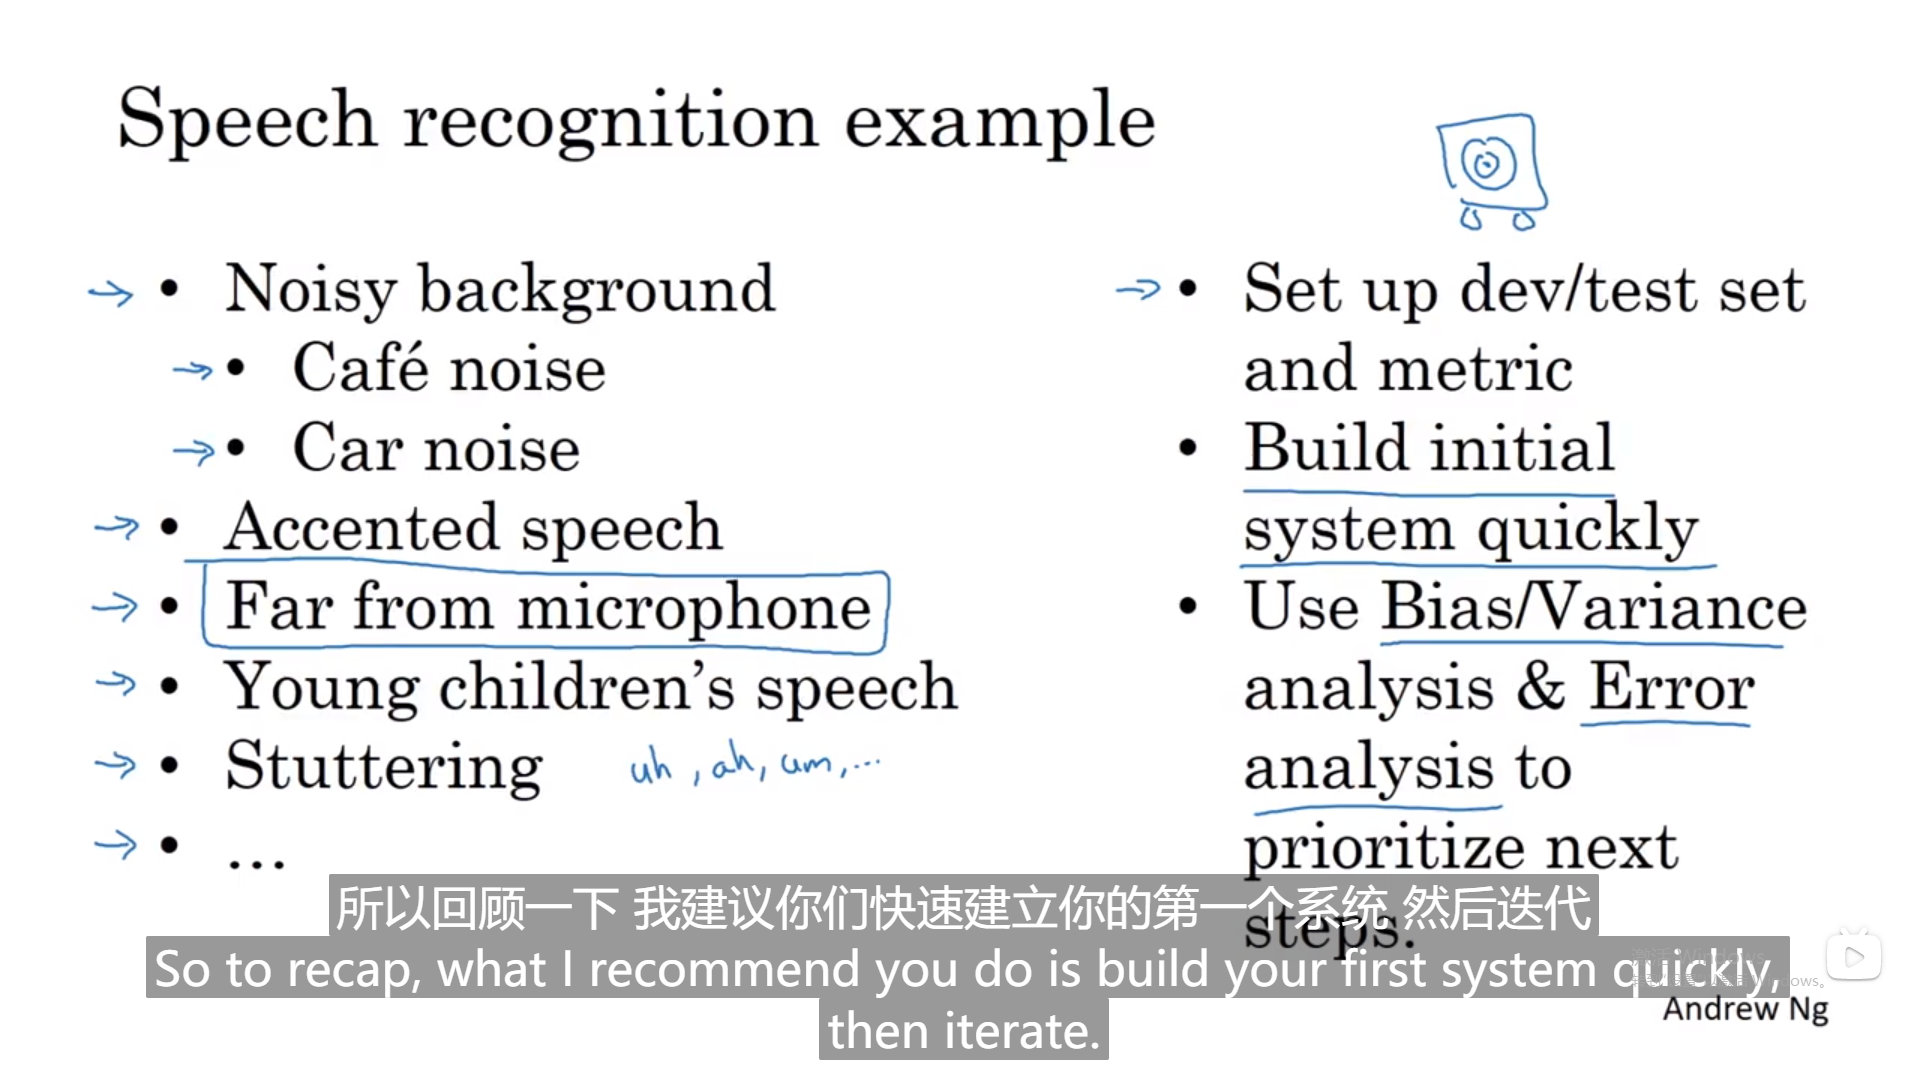 Speech recognition example
• Noisy background
• Café noise
• Car noise
• Accented speech
• Far from microphone
• Young children's speech
• Stuttering uh, ah, um, ...
• ...
• Set up dev/test set
and metric
• Build initial
system quickly
• Use Bias/Variance
analysis & Error
analysis to
prioritize next
steps.
所以回顾一下 我建议你们快速建立你的第一个系统 然后迭代
So to recap, what I recommend you do is build your first system quickly,
then iterate.
Andrew Ng